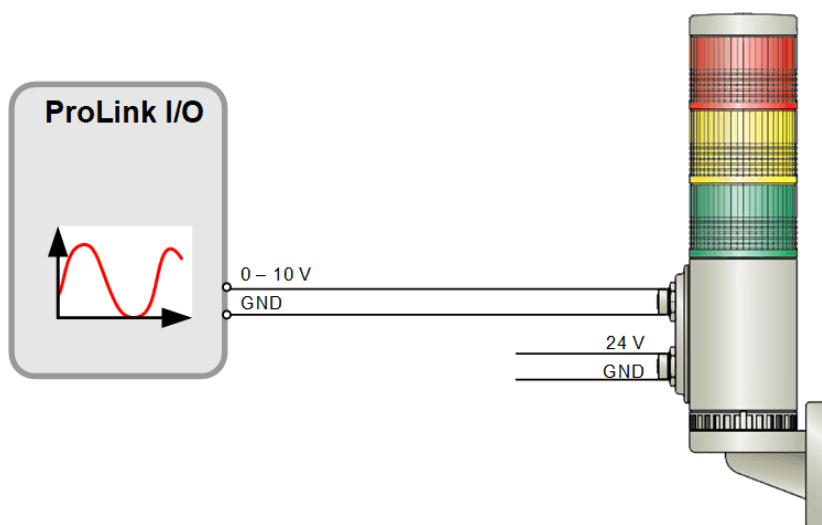 ProLink I/O
0 – 10 V
GND
24 V
GND